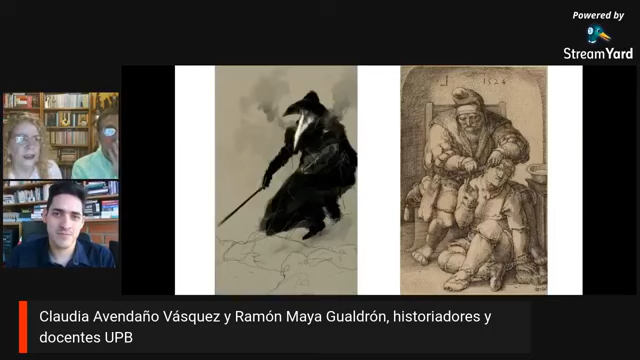 Powered by
StreamYard
L 1524
Claudia Avendaño Vásquez y Ramón Maya Gualdrón, historiadores y
docentes UPB